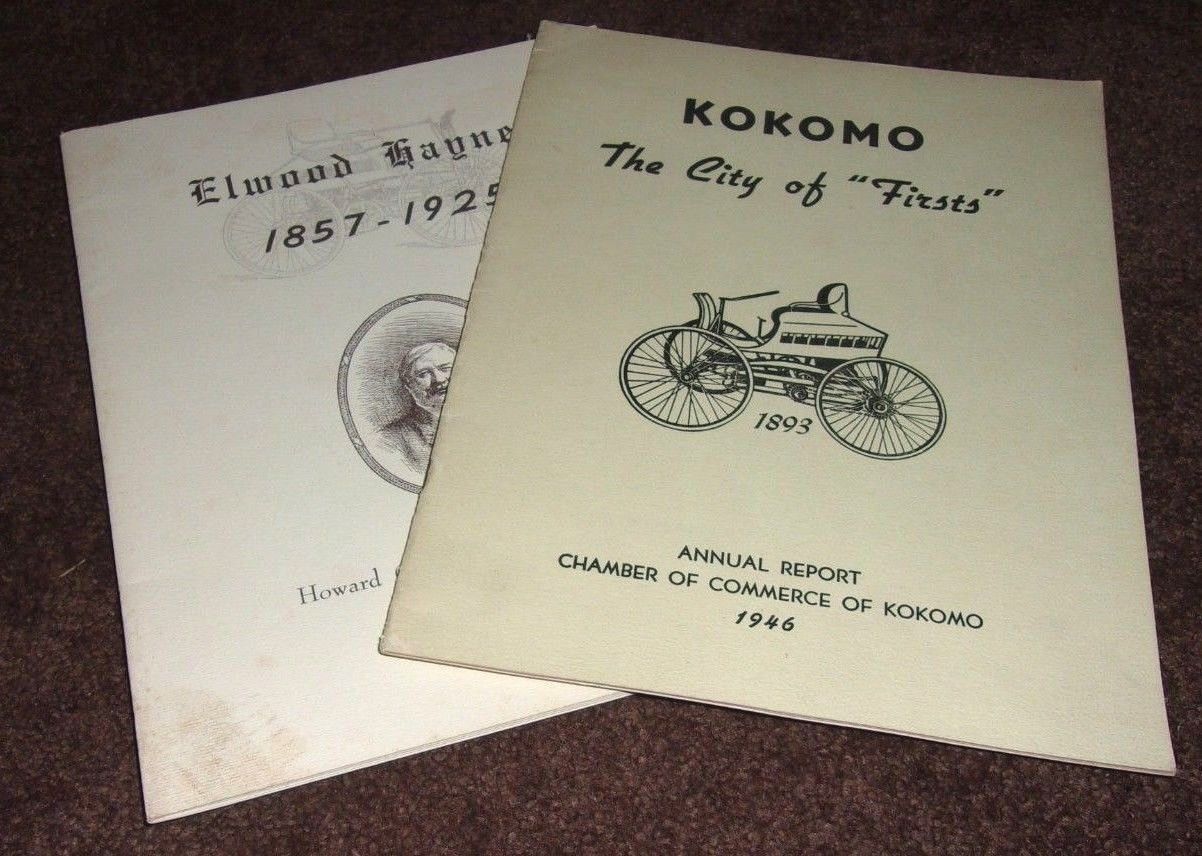 Elwood Hayne
1857-1925
Howard
KOKOMO
The City of "Firsts"
1893
ANNUAL REPORT
CHAMBER OF COMMERCE OF KOKOMO
1946